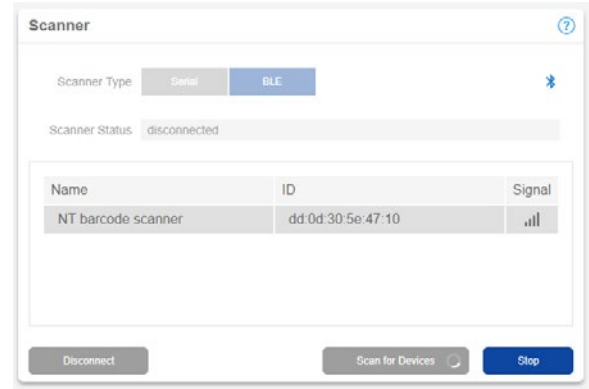 Scanner ?
Scanner Type Serial BLE
Scanner Status disconnected
Name ID Signal
NT barcode scanner dd:0d:30:5e:47:10
Disconnect Scan for Devices Stop